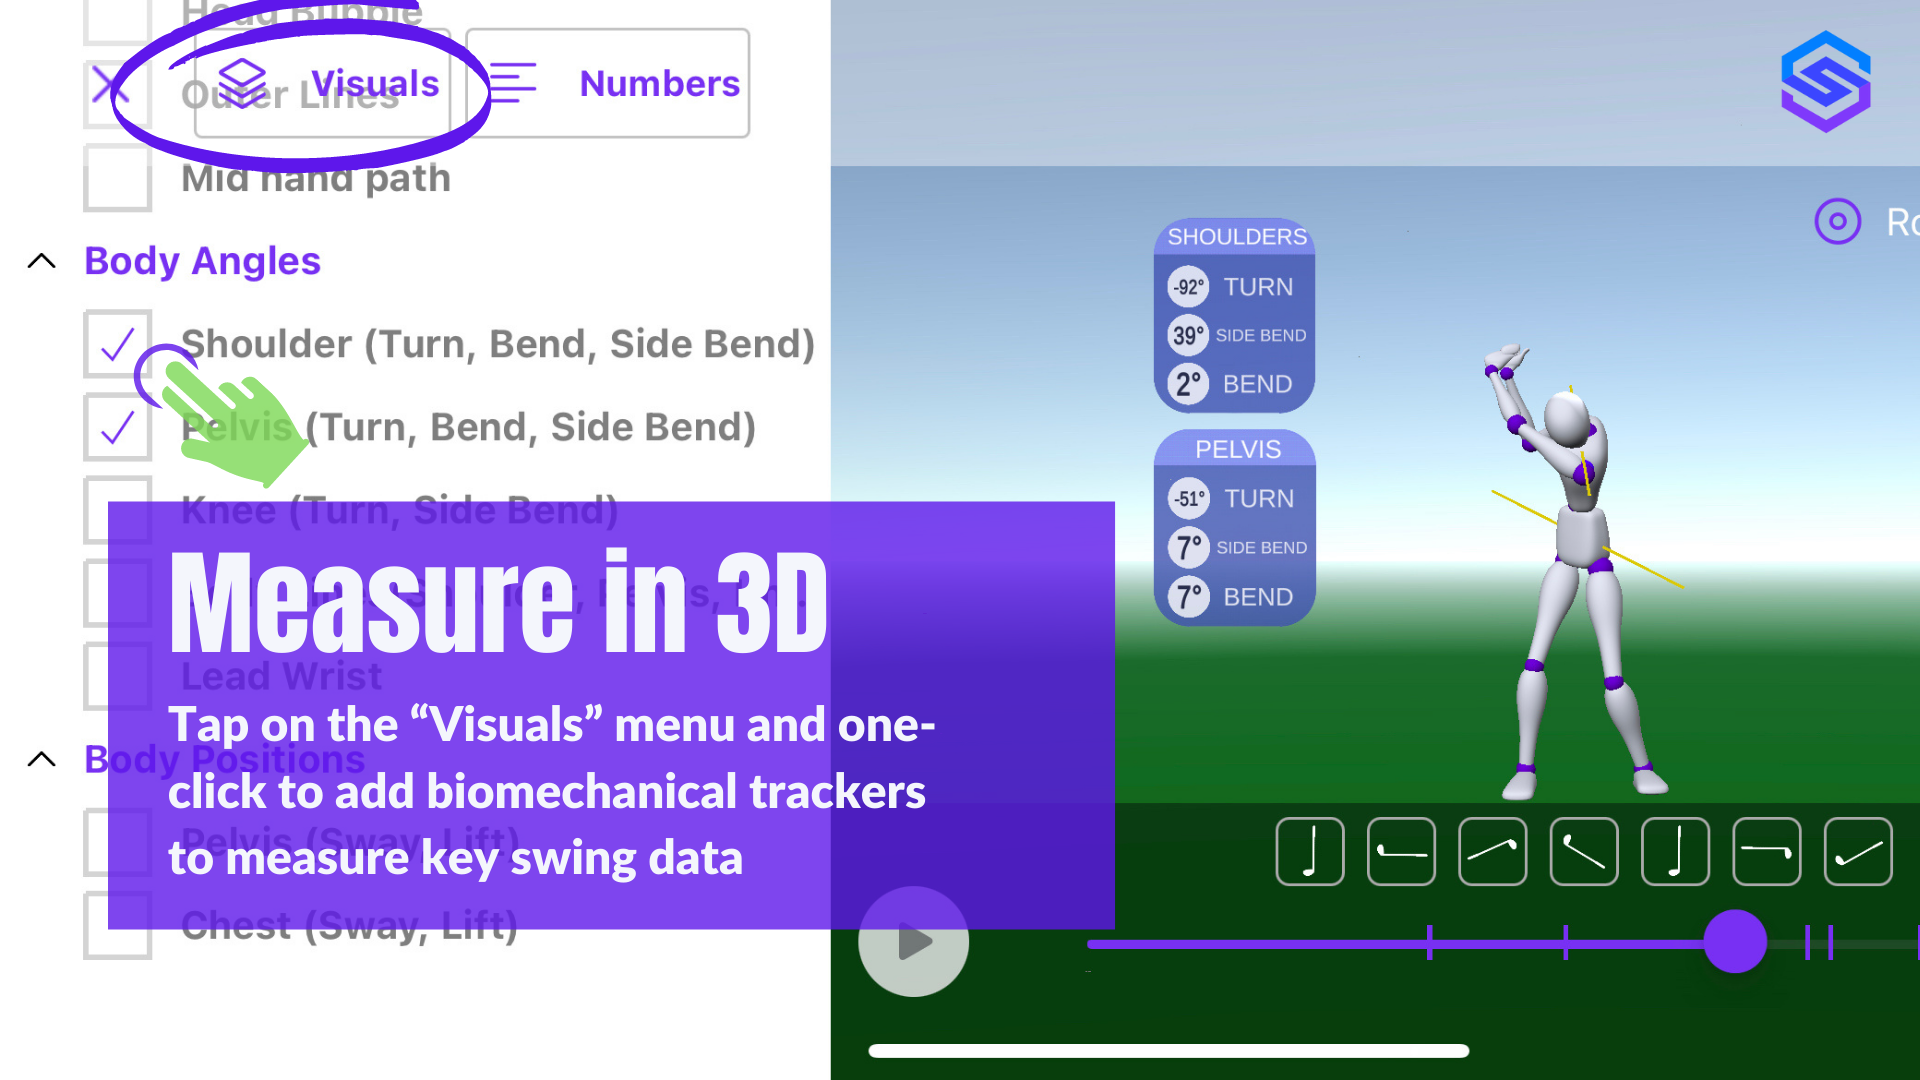 Head Bubble
Visuals
Numbers
Outer Lines
Mid hand path
Body Angles
Shoulder (Turn, Bend, Side Bend)
Pelvis (Turn, Bend, Side Bend)
Knee (Turn, Side Bend)
Lead Wrist
Body Positions
Pelvis (Sway, Lift)
Chest (Sway, Lift)
Measure in 3D
Tap on the “Visuals” menu and one-
click to add biomechanical trackers
to measure key swing data
SHOULDERS
-92° TURN
39° SIDE BEND
2° BEND
PELVIS
-51° TURN
7° SIDE BEND
7° BEND
Ro